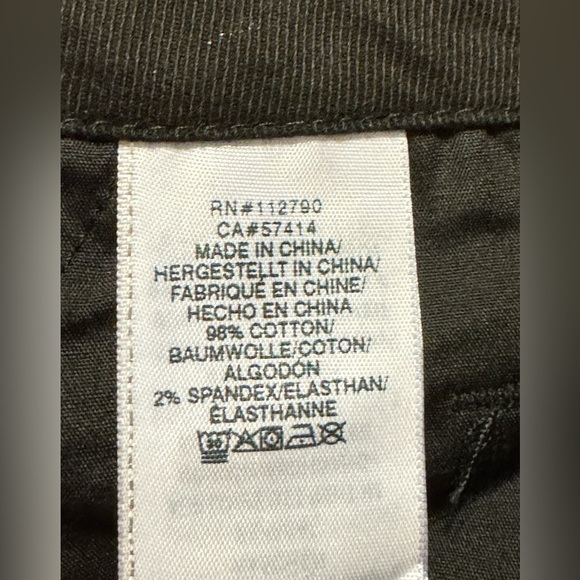 RN#112790
CA#57414
MADE IN CHINA/
HERGESTELLT IN CHINA/
FABRIQUÉ EN CHINE/
HECHO EN CHINA
98% COTTON/
BAUMWOLLE/COTON/
ALGODÓN
2% SPANDEX/ELASTHAN/
ÉLASTHANNE
30